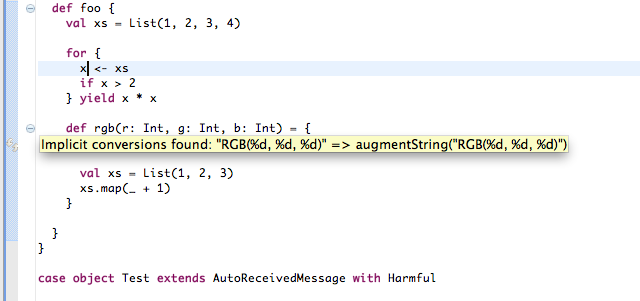 def foo {
val xs = List(1, 2, 3, 4)
for {
x <- xs
if x > 2
} yield x * x
def rgb(r: Int, g: Int, b: Int) = {
Implicit conversions found: "RGB(%d, %d, %d)" => augmentString("RGB(%d, %d, %d)")
val xs = List(1, 2, 3)
xs.map(_ + 1)
}
}
}
case object Test extends AutoReceivedMessage with Harmful